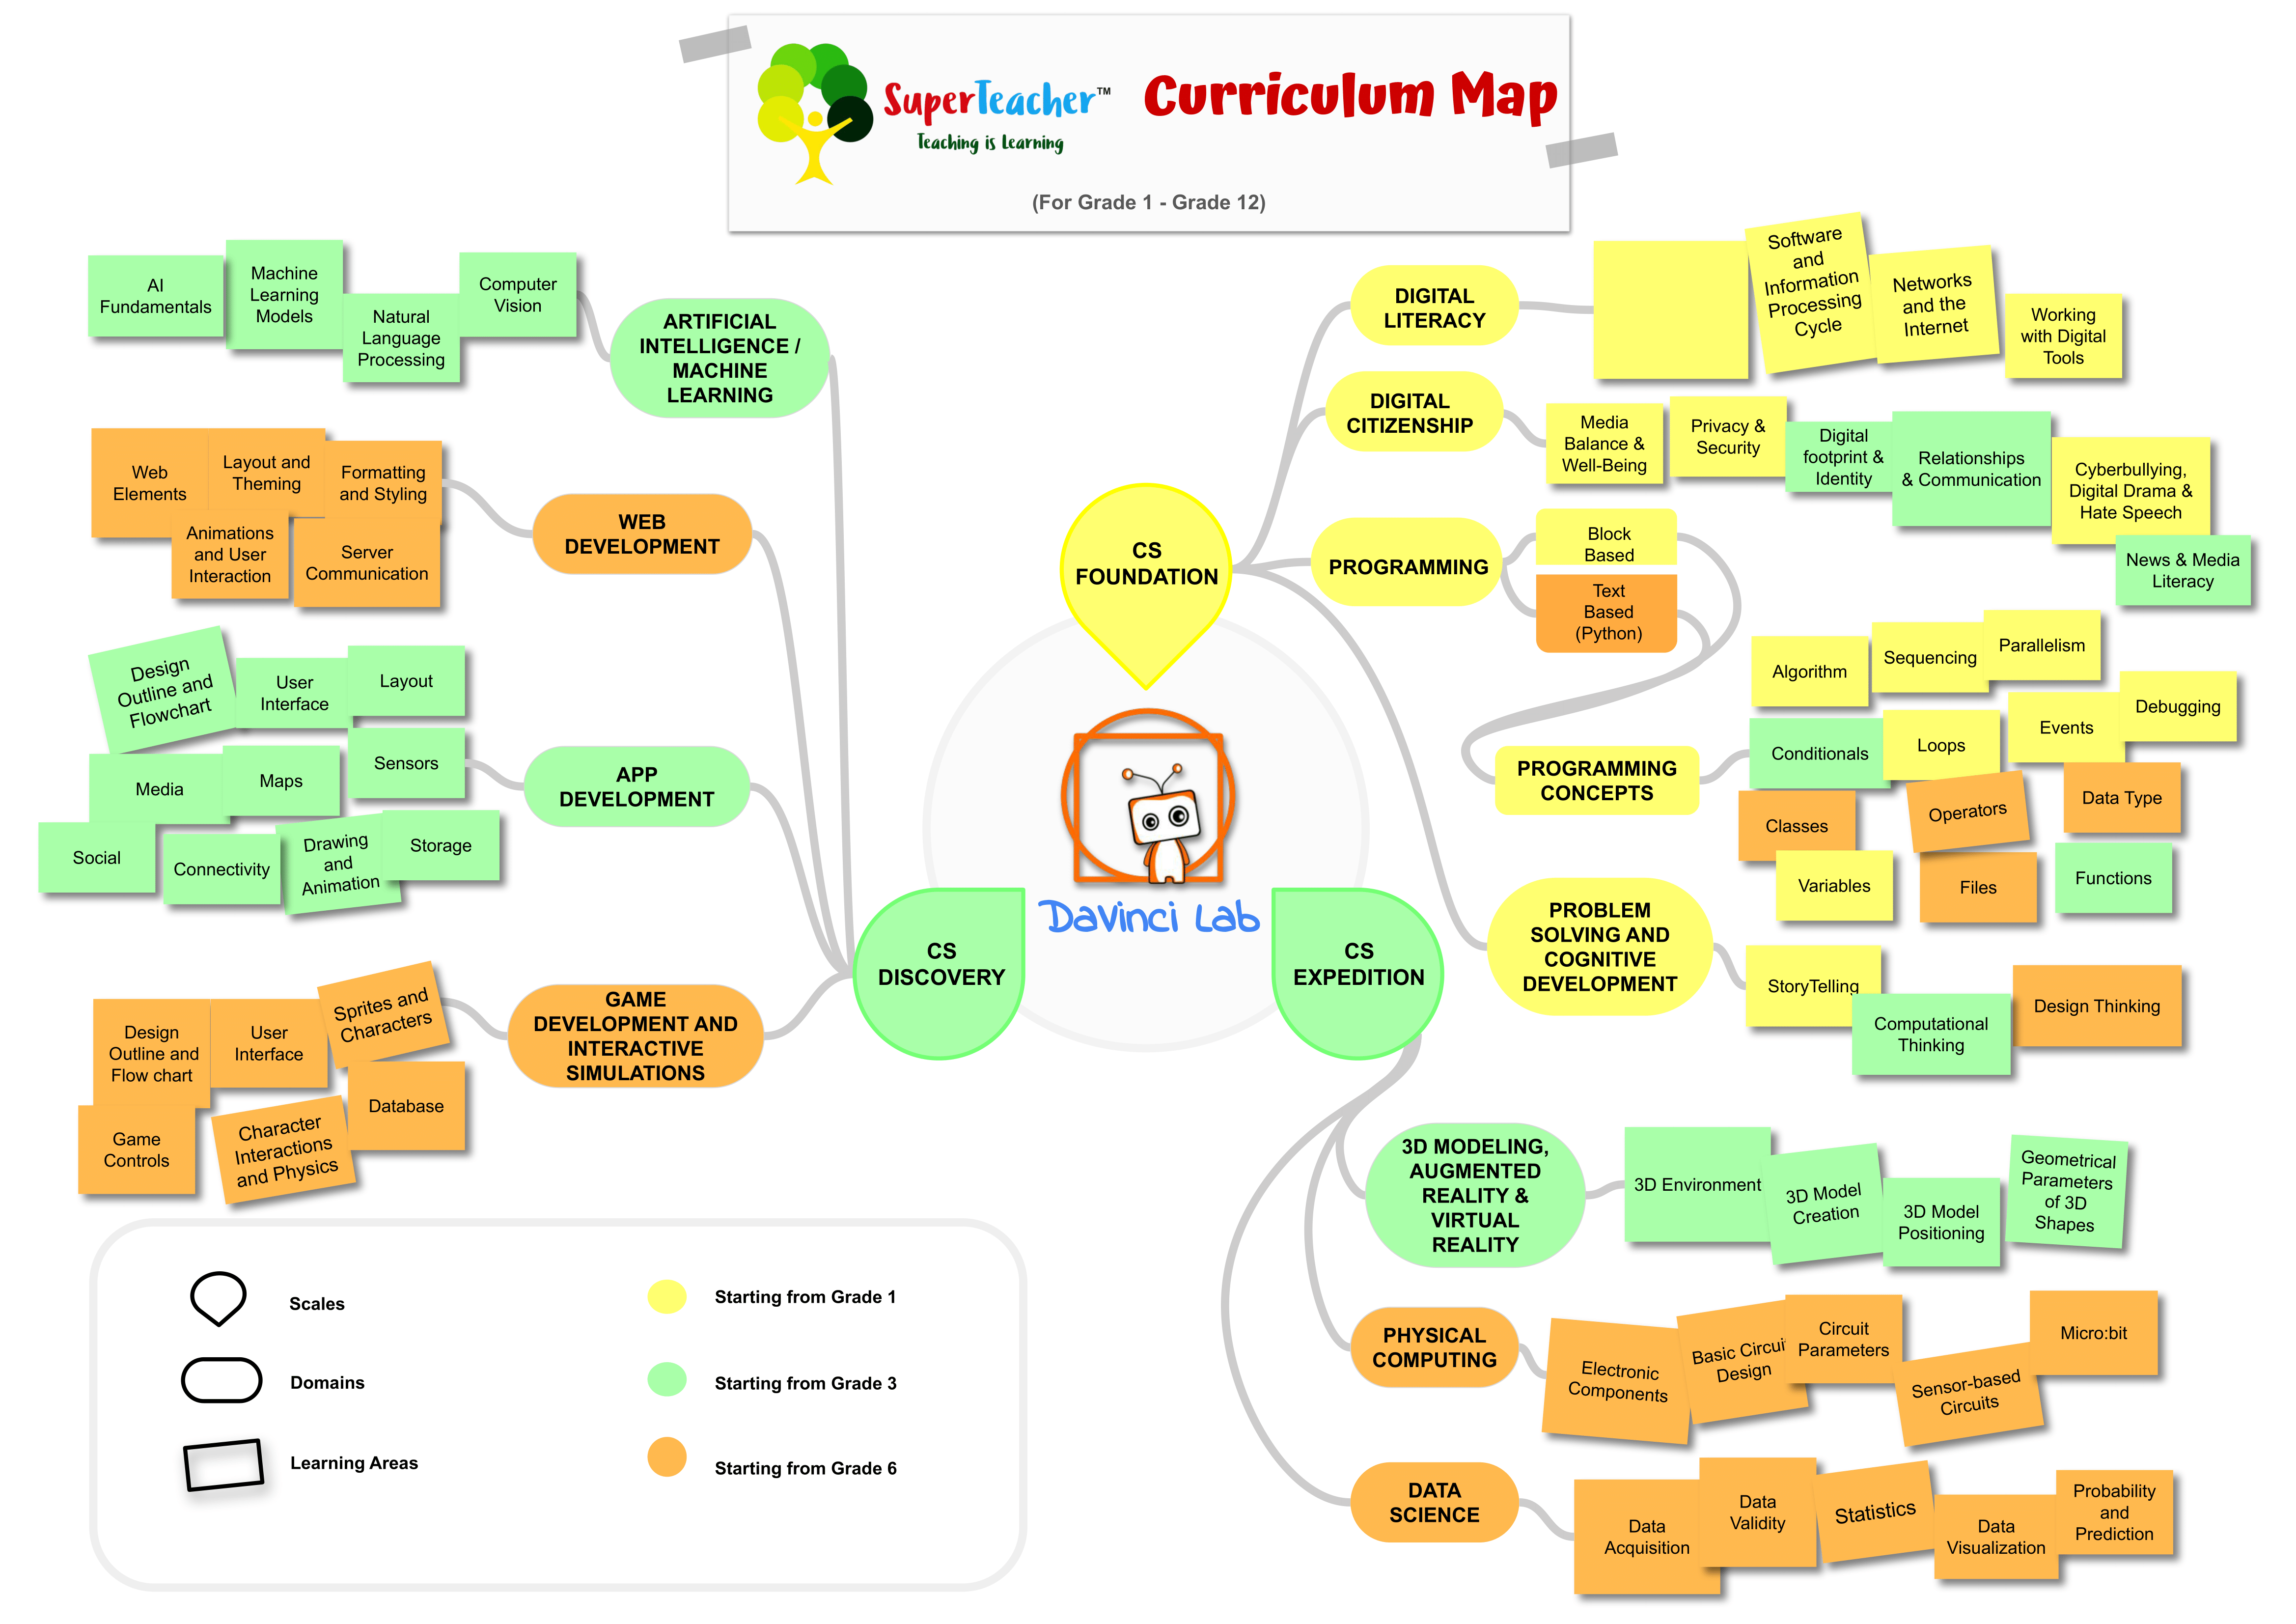 SuperTeacher™
Teaching is Learning
Curriculum Map
(For Grade 1 - Grade 12)
AI
Fundamentals
Machine
Learning
Models
Natural
Language
Processing
Computer
Vision
ARTIFICIAL
INTELLIGENCE /
MACHINE
LEARNING
Web
Elements
Layout and
Theming
Formatting
and Styling
Animations
and User
Interaction
Server
Communication
WEB
DEVELOPMENT
Design
Outline and
Flowchart
User
Interface
Layout
Media
Maps
Sensors
Social
Connectivity
Drawing
and
Animation
Storage
APP
DEVELOPMENT
Design
Outline and
Flow chart
User
Interface
Sprites and
Characters
Game
Controls
Character
Interactions
and Physics
Database
GAME
DEVELOPMENT AND
INTERACTIVE
SIMULATIONS
CS
FOUNDATION
DaVinci Lab
CS
DISCOVERY
CS
EXPEDITION
DIGITAL
LITERACY
Software
and
Information
Processing
Cycle
Networks
and the
Internet
Working
with Digital
Tools
DIGITAL
CITIZENSHIP
Media
Balance &
Well-Being
Privacy &
Security
Digital
footprint &
Identity
Relationships
& Communication
Cyberbullying,
Digital Drama &
Hate Speech
News & Media
Literacy
PROGRAMMING
Block
Based
Text
Based
(Python)
PROGRAMMING
CONCEPTS
Algorithm
Sequencing
Parallelism
Conditionals
Loops
Events
Debugging
Classes
Operators
Data Type
Variables
Files
Functions
PROBLEM
SOLVING AND
COGNITIVE
DEVELOPMENT
StoryTelling
Computational
Thinking
Design Thinking
3D MODELING,
AUGMENTED
REALITY &
VIRTUAL
REALITY
3D Environment
3D Model
Creation
3D Model
Positioning
Geometrical
Parameters
of 3D
Shapes
PHYSICAL
COMPUTING
Electronic
Components
Basic Circui
Design
Circuit
Parameters
Sensor-based
Circuits
Micro:bit
DATA
SCIENCE
Data
Acquisition
Data
Validity
Statistics
Data
Visualization
Probability
and
Prediction
Scales
Domains
Learning Areas
Starting from Grade 1
Starting from Grade 3
Starting from Grade 6